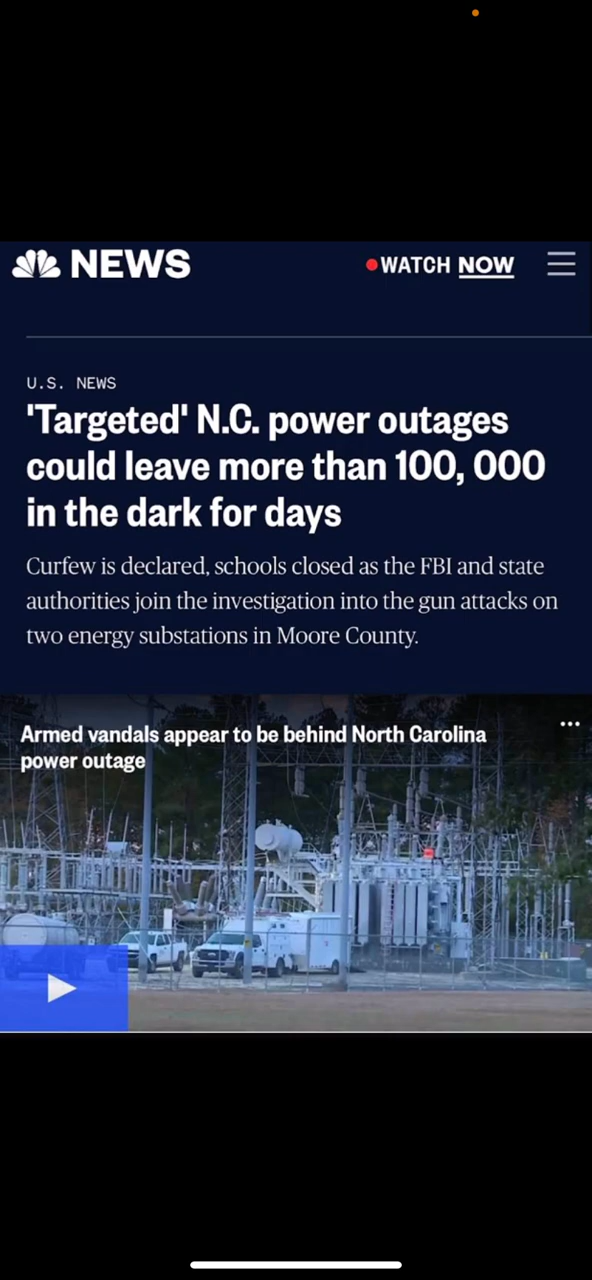 NEWS
WATCH NOW
U.S. NEWS
'Targeted' N.C. power outages
could leave more than 100, 000
in the dark for days
Curfew is declared, schools closed as the FBI and state
authorities join the investigation into the gun attacks on
two energy substations in Moore County.
Armed vandals appear to be behind North Carolina
power outage